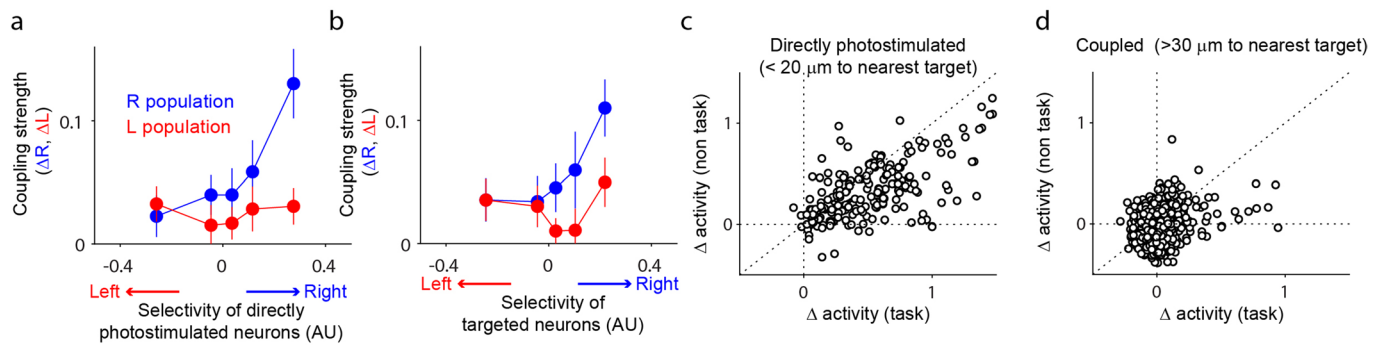 a
Coupling strength
(ΔR, ΔL)
R population
L population
0.1
0
-0.4
0
0.4
Left
Right
Selectivity of directly
photostimulated neurons (AU)
b
Coupling strength
(ΔR, ΔL)
0.1
0
-0.4
0
0.4
Left
Right
Selectivity of
targeted neurons (AU)
c
Directly photostimulated
(< 20 μm to nearest target)
Δ activity (non task)
1
0
0
1
Δ activity (task)
d
Coupled (>30 μm to nearest target)
Δ activity (non task)
1
0
0
1
Δ activity (task)